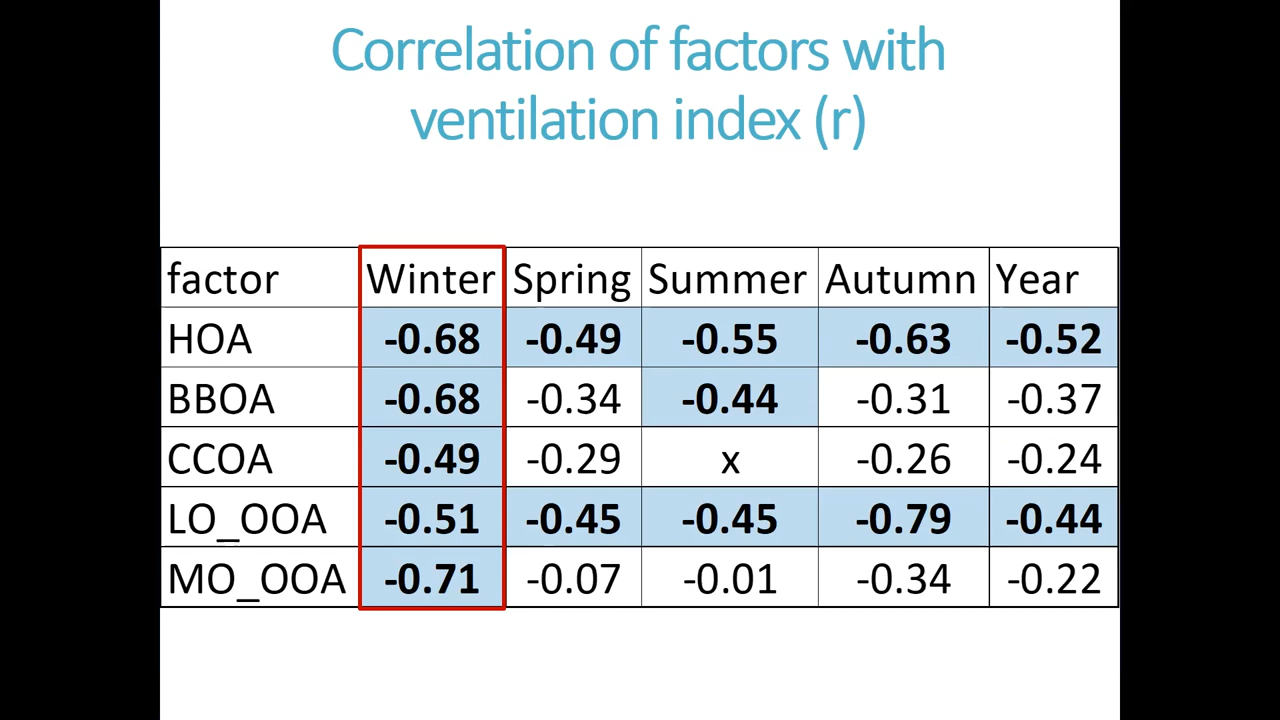 Correlation of factors with
ventilation index (r)
factor Winter Spring Summer Autumn Year
HOA -0.68 -0.49 -0.55 -0.63 -0.52
BBOA -0.68 -0.34 -0.44 -0.31 -0.37
CCOA -0.49 -0.29 x -0.26 -0.24
LO_OOA -0.51 -0.45 -0.45 -0.79 -0.44
MO_OOA -0.71 -0.07 -0.01 -0.34 -0.22